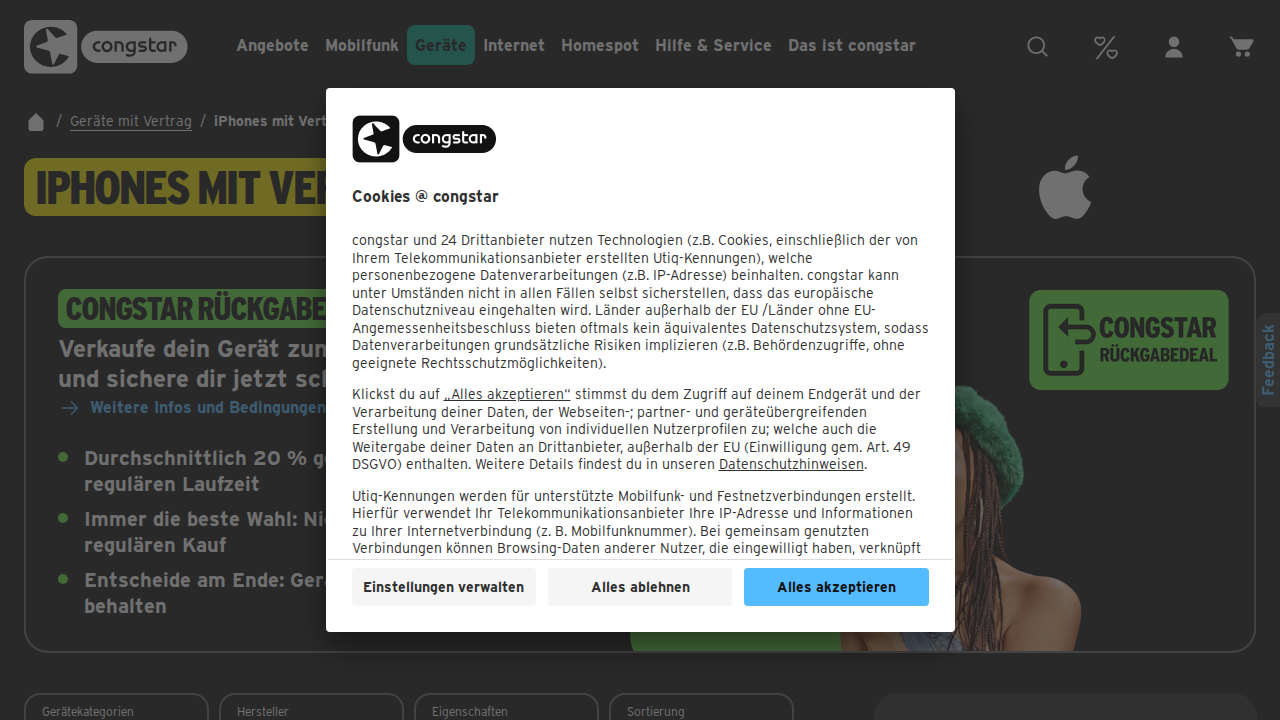 congstar
Angebote
Mobilfunk
Geräte
Internet
Homespot
Hilfe & Service
Das ist congstar
/ Geräte mit Vertrag / iPhones mit Vert
IPHONES MIT VER
CONGSTAR RÜCKGABE
Verkaufe dein Gerät zum
und sichere dir jetzt sch
Weitere Infos und Bedingungen
Durchschnittlich 20 % g
regulären Laufzeit
Immer die beste Wahl: Ni
regulären Kauf
Entscheide am Ende: Ger
behalten
CONGSTAR
RÜCKGABEDEAL
Feedback
congstar
Cookies @ congstar
congstar und 24 Drittanbieter nutzen Technologien (z.B. Cookies, einschließlich der von
Ihrem Telekommunikationsanbieter erstellten Utiq-Kennungen), welche
personenbezogene Datenverarbeitungen (z.B. IP-Adresse) beinhalten. congstar kann
unter Umständen nicht in allen Fällen selbst sicherstellen, dass das europäische
Datenschutzniveau eingehalten wird. Länder außerhalb der EU /Länder ohne EU-
Angemessenheitsbeschluss bieten oftmals kein äquivalentes Datenschutzsystem, sodass
Datenverarbeitungen grundsätzliche Risiken implizieren (z.B. Behördenzugriffe, ohne
geeignete Rechtsschutzmöglichkeiten).
Klickst du auf „Alles akzeptieren“ stimmst du dem Zugriff auf deinem Endgerät und der
Verarbeitung deiner Daten, der Webseiten-; partner- und geräteübergreifenden
Erstellung und Verarbeitung von individuellen Nutzerprofilen zu; welche auch die
Weitergabe deiner Daten an Drittanbieter, außerhalb der EU (Einwilligung gem. Art. 49
DSGVO) enthalten. Weitere Details findest du in unseren Datenschutzhinweisen.
Utiq-Kennungen werden für unterstützte Mobilfunk- und Festnetzverbindungen erstellt.
Hierfür verwendet Ihr Telekommunikationsanbieter Ihre IP-Adresse und Informationen
zu Ihrer Internetverbindung (z. B. Mobilfunknummer). Bei gemeinsam genutzten
Verbindungen können Browsing-Daten anderer Nutzer, die eingewilligt haben, verknüpft
Einstellungen verwalten
Alles ablehnen
Alles akzeptieren
Gerätekategorien
Hersteller
Eigenschaften
Sortierung